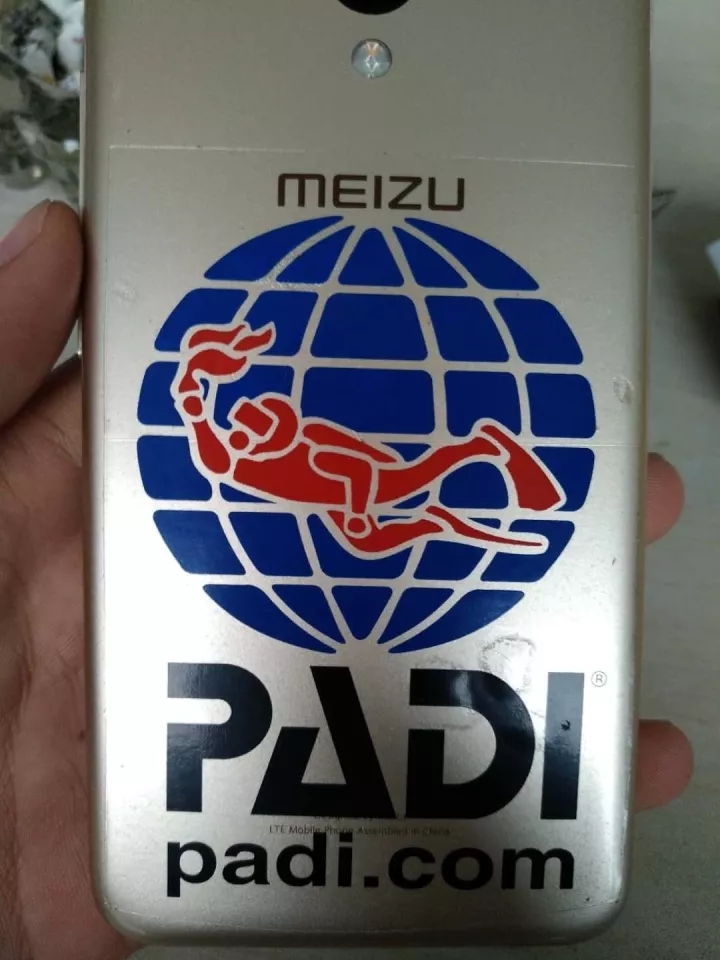 MEIZU
PADI®
LTE Mobile Phone Assembled in China
padi.com